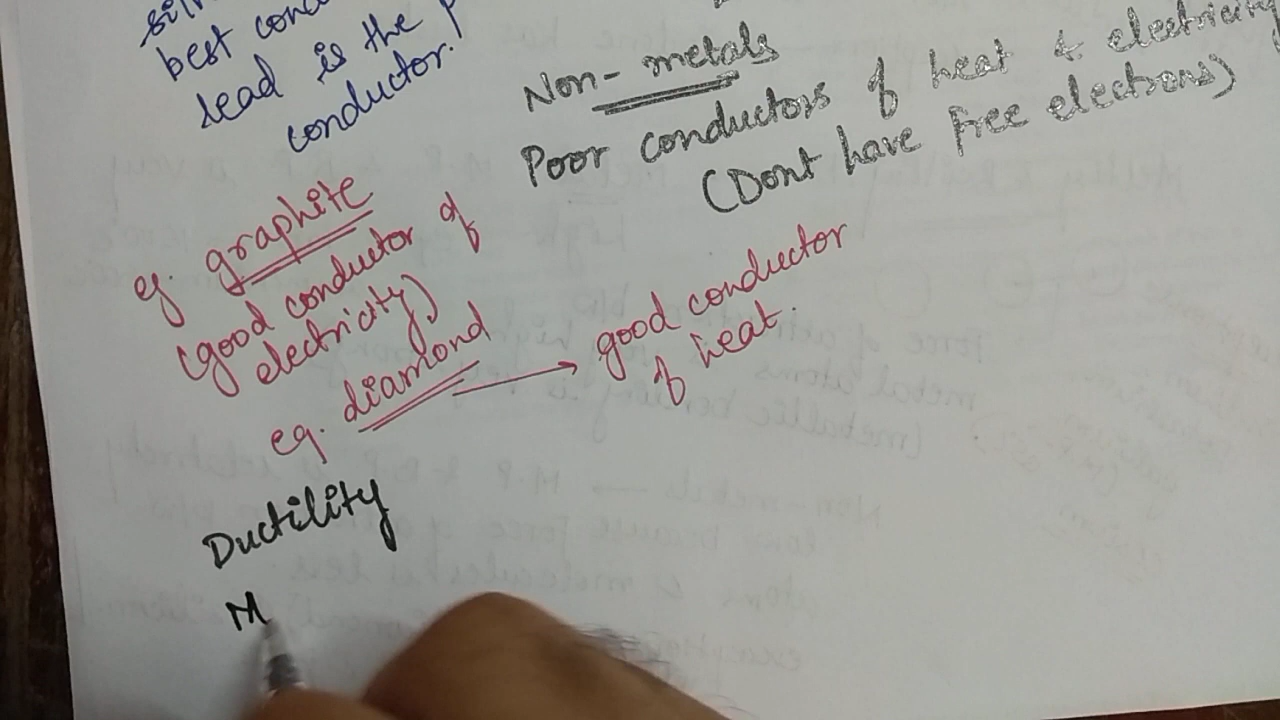 best
lead is the
conductor.
Non-metals
Poor conductors of heat & electricity
(Dont have free electrons)
eg. graphite
(good conductor of
electricity)
eg. diamond → good conductor
of heat.
Ductility
M